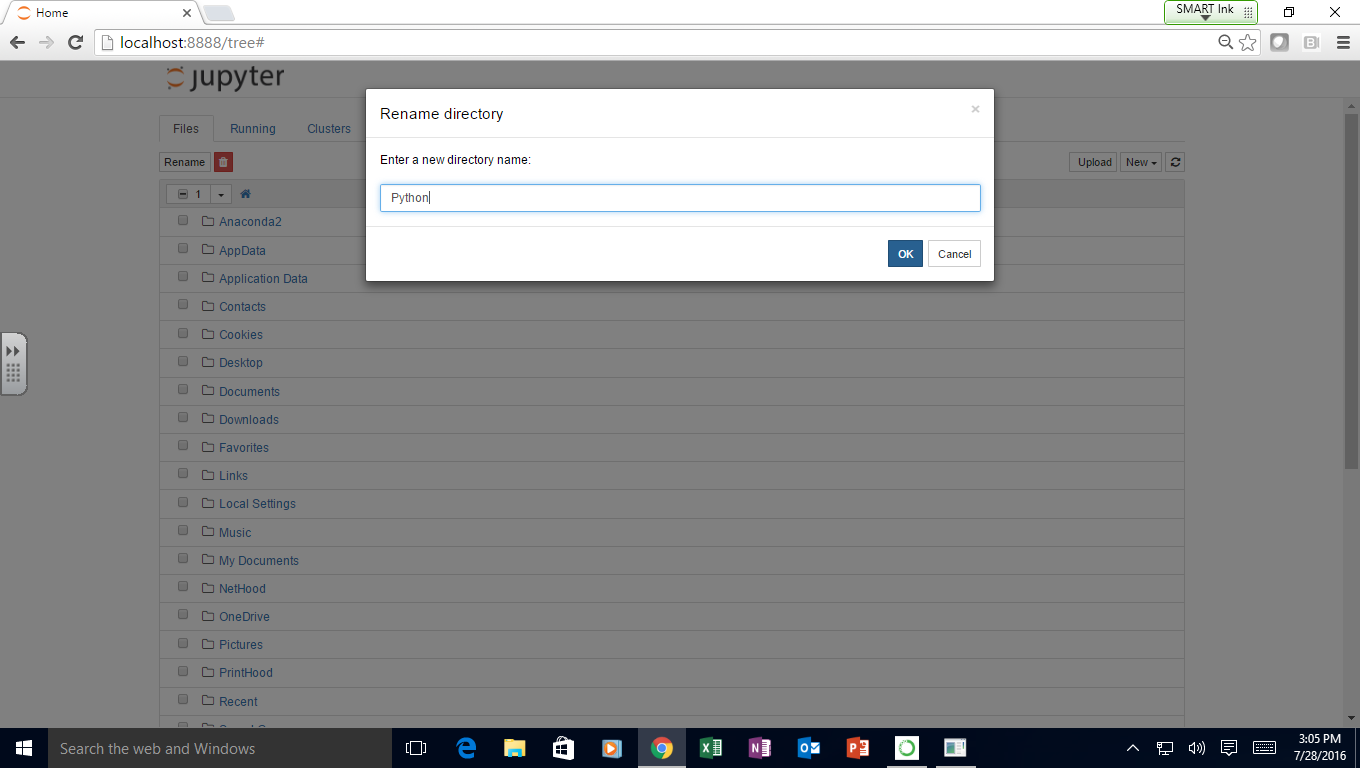 Home
SMART Ink
localhost:8888/tree#
jupyter
Rename directory
×
Files Running Clusters
Enter a new directory name:
Rename
Upload New
Python
1
OK Cancel
Anaconda2
AppData
Application Data
Contacts
Cookies
Desktop
Documents
Downloads
Favorites
Links
Local Settings
Music
My Documents
NetHood
OneDrive
Pictures
PrintHood
Recent
Search the web and Windows
3:05 PM
7/28/2016